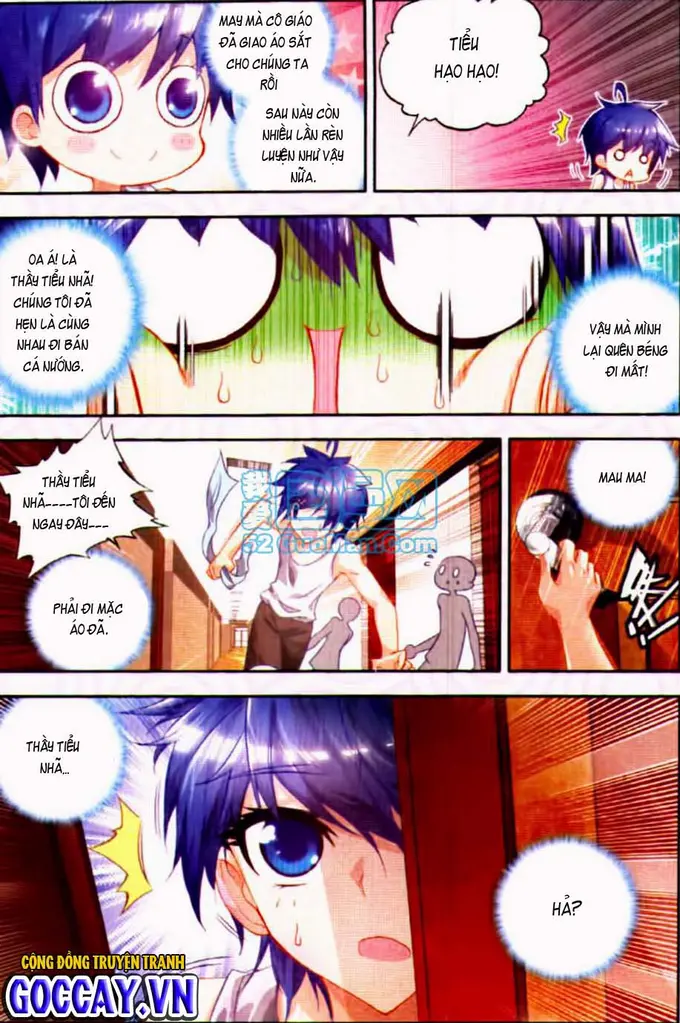 MAY MÀ CÔ GIÁO
ĐÃ GIAO ÁO SẮT
CHO CHÚNG TA
RỒI
SAU NÀY CÒN
NHIỀU LẦN RÈN
LUYỆN NHƯ VẬY
NỮA.
TIỂU
HẠO HẠO!
OA Á! LÀ
THẦY TIỂU NHÃ!
CHÚNG TÔI ĐÃ
HẸN LÀ CÙNG
NHAU ĐI BÁN
CÁ NƯỚNG.
VẬY MÀ MÌNH
LẠI QUÊN BÉNG
ĐI MẤT!
THẦY TIỂU
NHÃ----TÔI ĐẾN
NGAY ĐÂY---
PHẢI ĐI MẶC
ÁO ĐÃ.
MAU MA!
THẦY TIỂU
NHÃ...
HẢ?
CỘNG ĐỒNG TRUYỆN TRANH
GOCCAY.VN